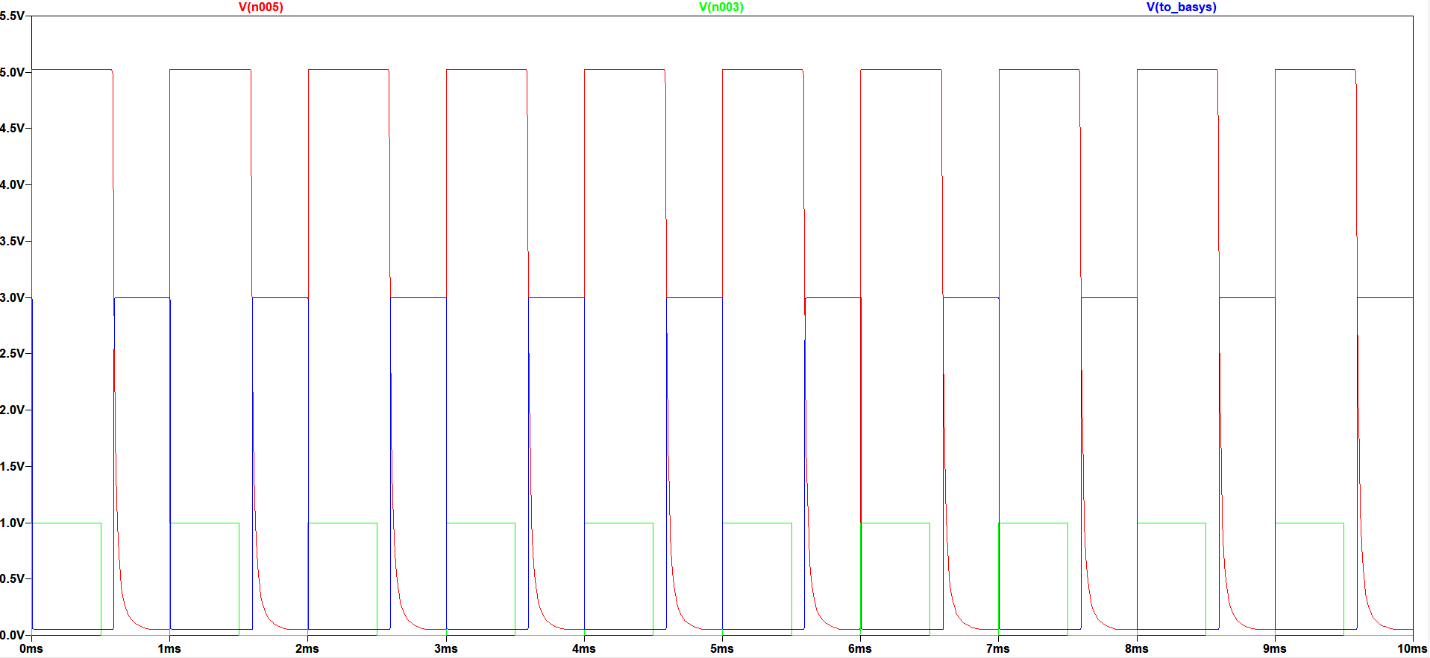 V(n005) V(n003) V(to_basys)
5.5V
5.0V
4.5V
4.0V
3.5V
3.0V
2.5V
2.0V
1.5V
1.0V
0.5V
0.0V
0ms 1ms 2ms 3ms 4ms 5ms 6ms 7ms 8ms 9ms 10ms